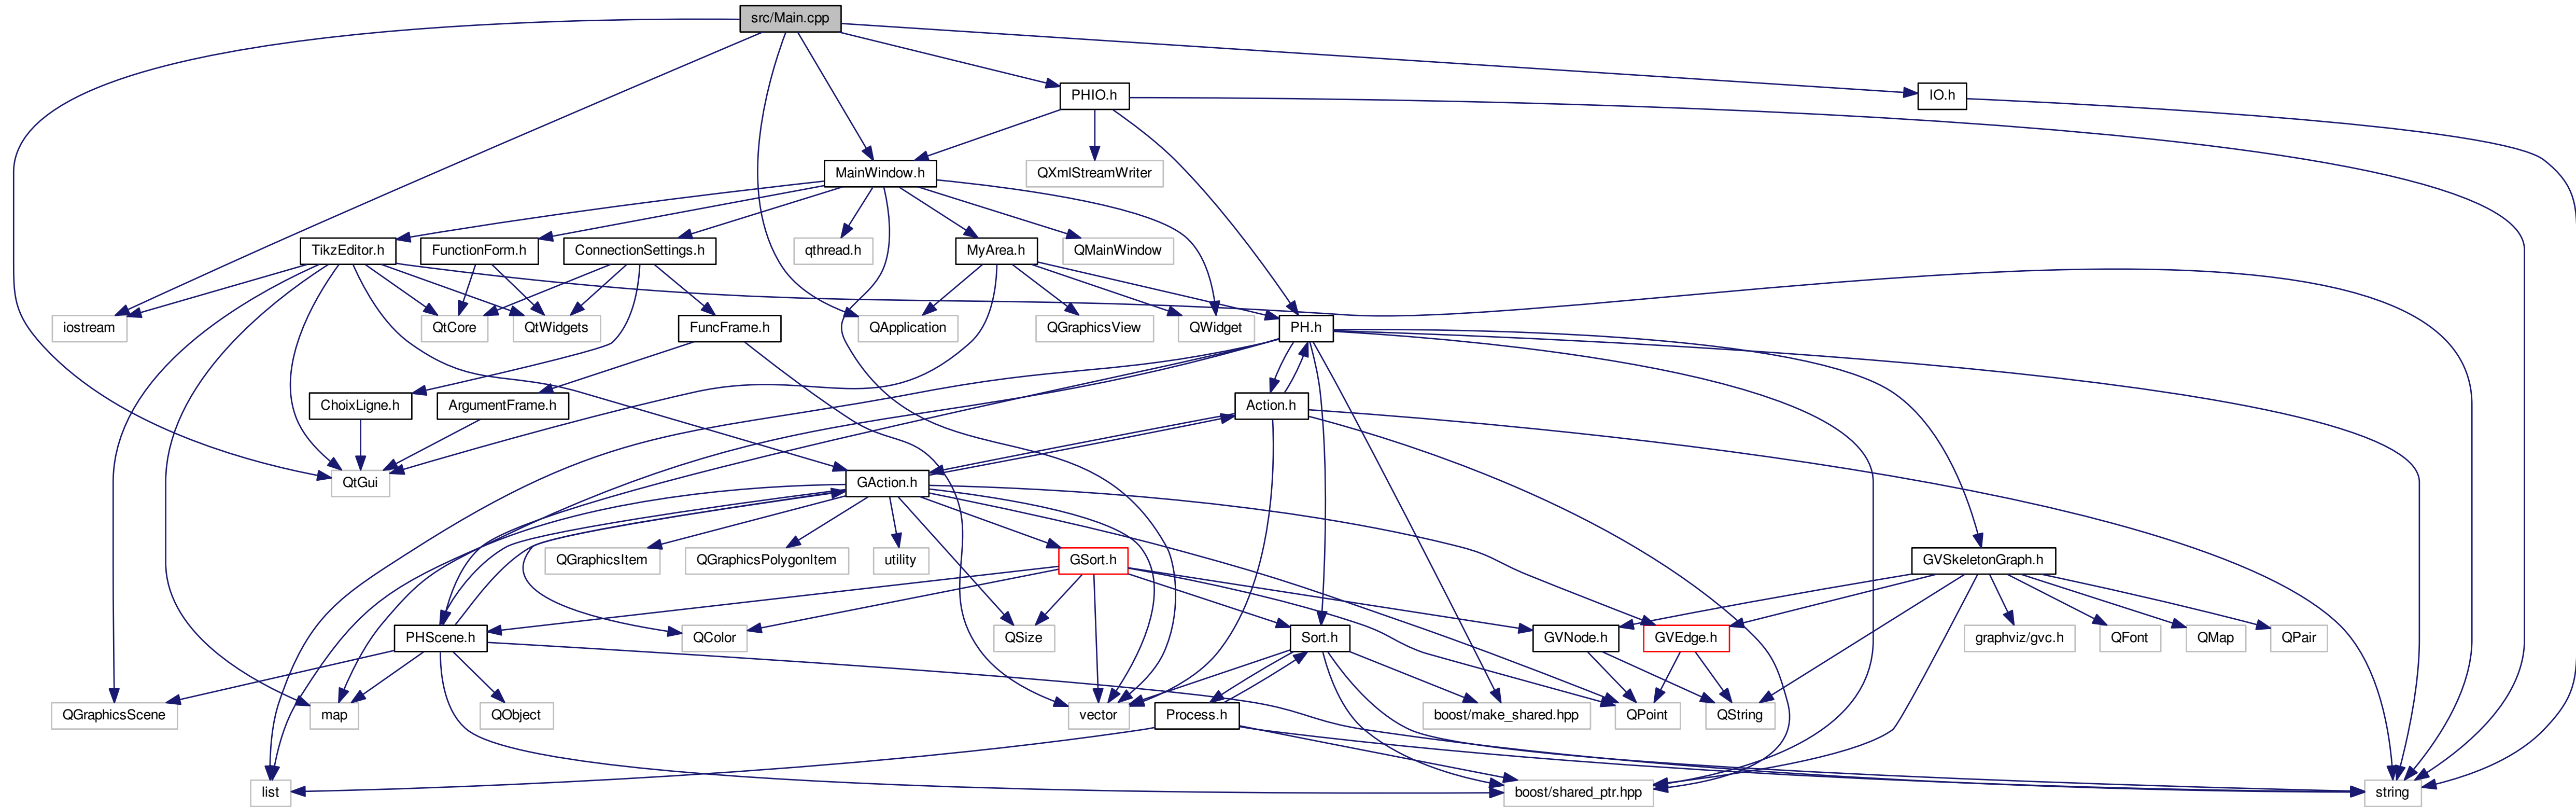 src/Main.cpp
PHIO.h
IO.h
MainWindow.h
QXmlStreamWriter
TikzEditor.h
FunctionForm.h
ConnectionSettings.h
qthread.h
MyArea.h
QMainWindow
iostream
QtCore
QtWidgets
FuncFrame.h
QApplication
QGraphicsView
QWidget
PH.h
ChoixLigne.h
ArgumentFrame.h
Action.h
QtGui
GAction.h
QGraphicsItem
QGraphicsPolygonItem
utility
GSort.h
GVSkeletonGraph.h
PHScene.h
QColor
QSize
Sort.h
GVNode.h
GVEdge.h
graphviz/gvc.h
QFont
QMap
QPair
QGraphicsScene
map
QObject
vector
Process.h
boost/make_shared.hpp
QPoint
QString
list
boost/shared_ptr.hpp
string